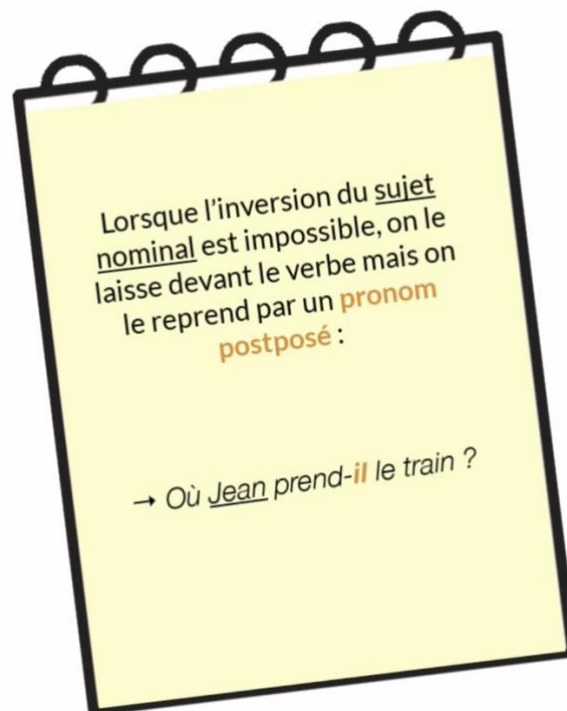 Lorsque l'inversion du sujet
nominal est impossible, on le
laisse devant le verbe mais on
le reprend par un pronom
postposé :
→ Où Jean prend-il le train ?